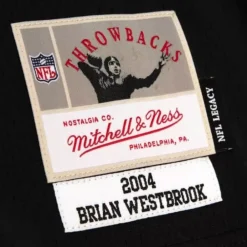 THROWBACKS
NFL
NOSTALGIA CO.
Mitchell & Ness
PHILADELPHIA, PA.
NFL LEGACY
2004
BRIAN WESTBROOK